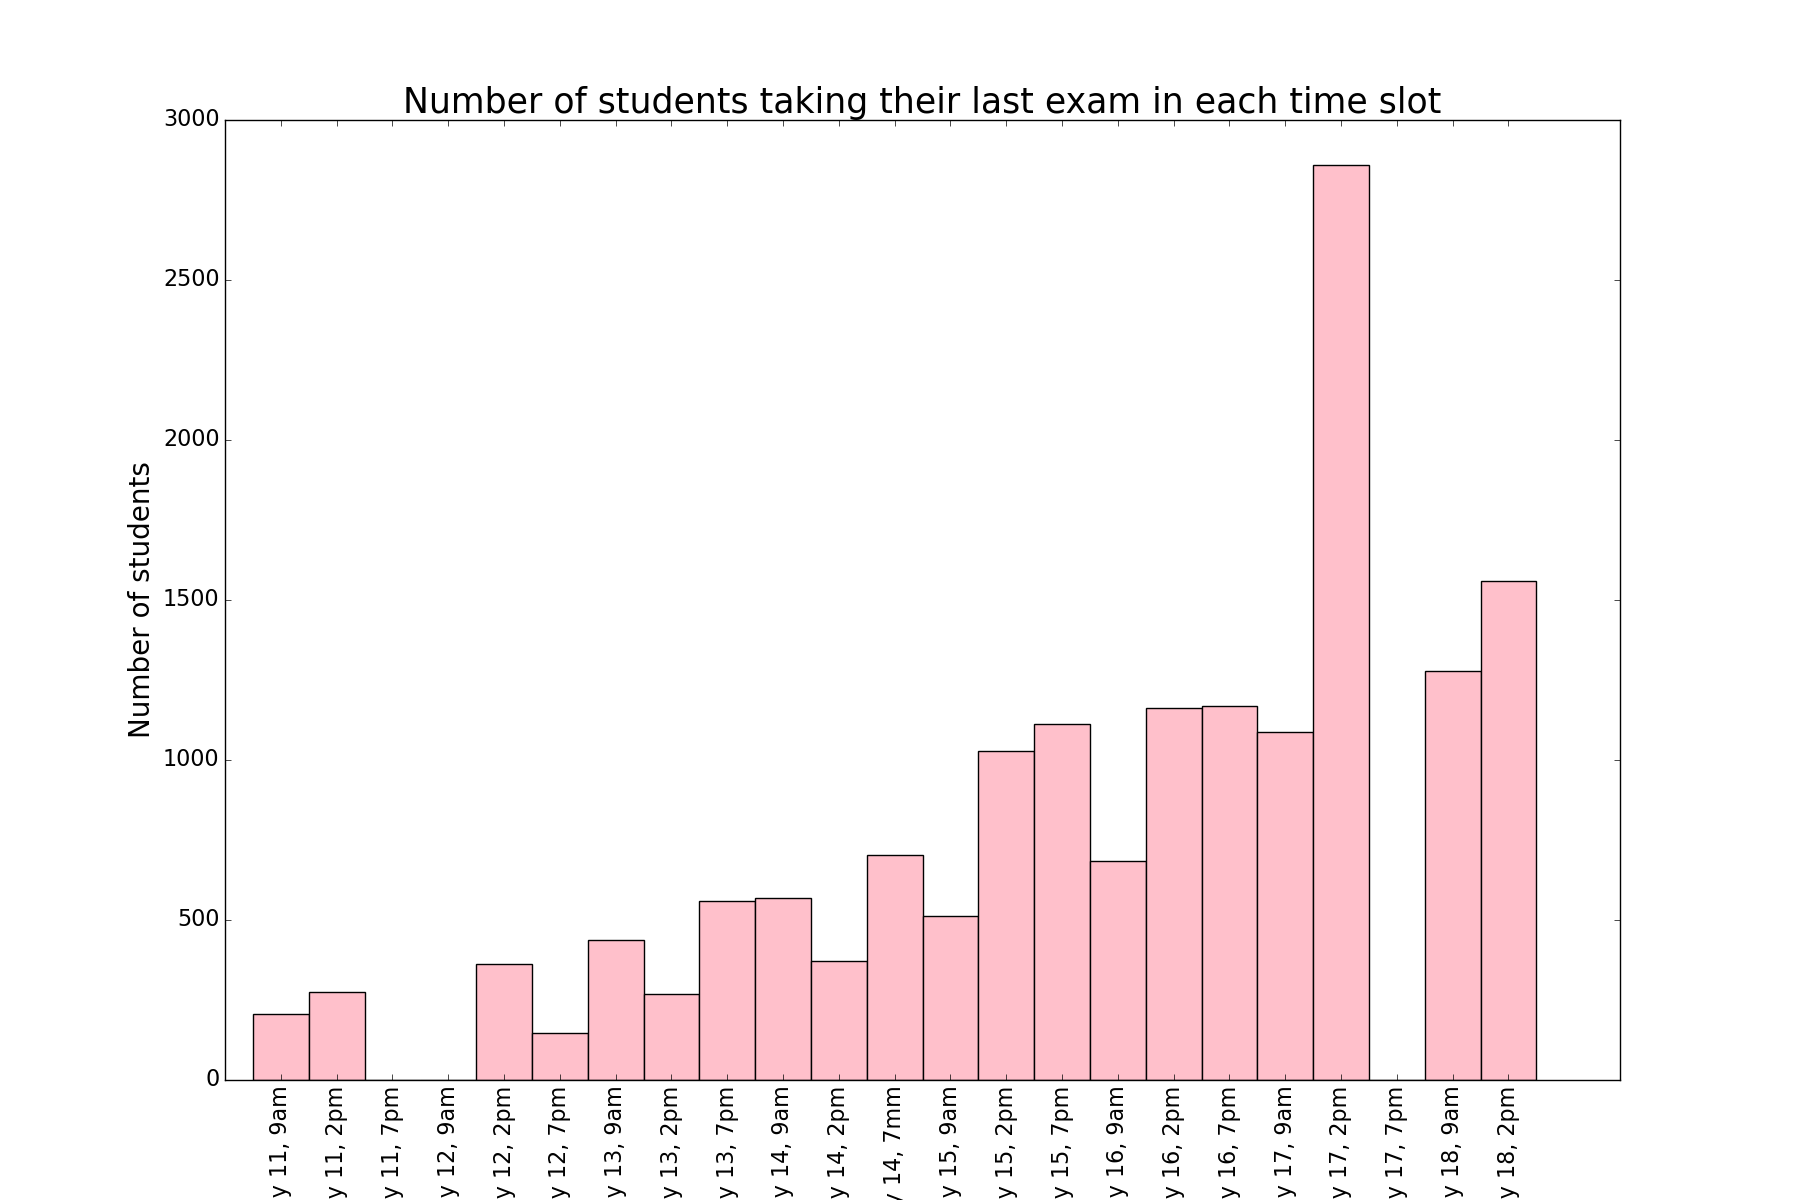 Number of students taking their last exam in each time slot
Number of students
3000
2500
2000
1500
1000
500
0
y 11, 9am
y 11, 2pm
y 11, 7pm
y 12, 9am
y 12, 2pm
y 12, 7pm
y 13, 9am
y 13, 2pm
y 13, 7pm
y 14, 9am
y 14, 2pm
y 14, 7mm
y 15, 9am
y 15, 2pm
y 15, 7pm
y 16, 9am
y 16, 2pm
y 16, 7pm
y 17, 9am
y 17, 2pm
y 17, 7pm
y 18, 9am
y 18, 2pm